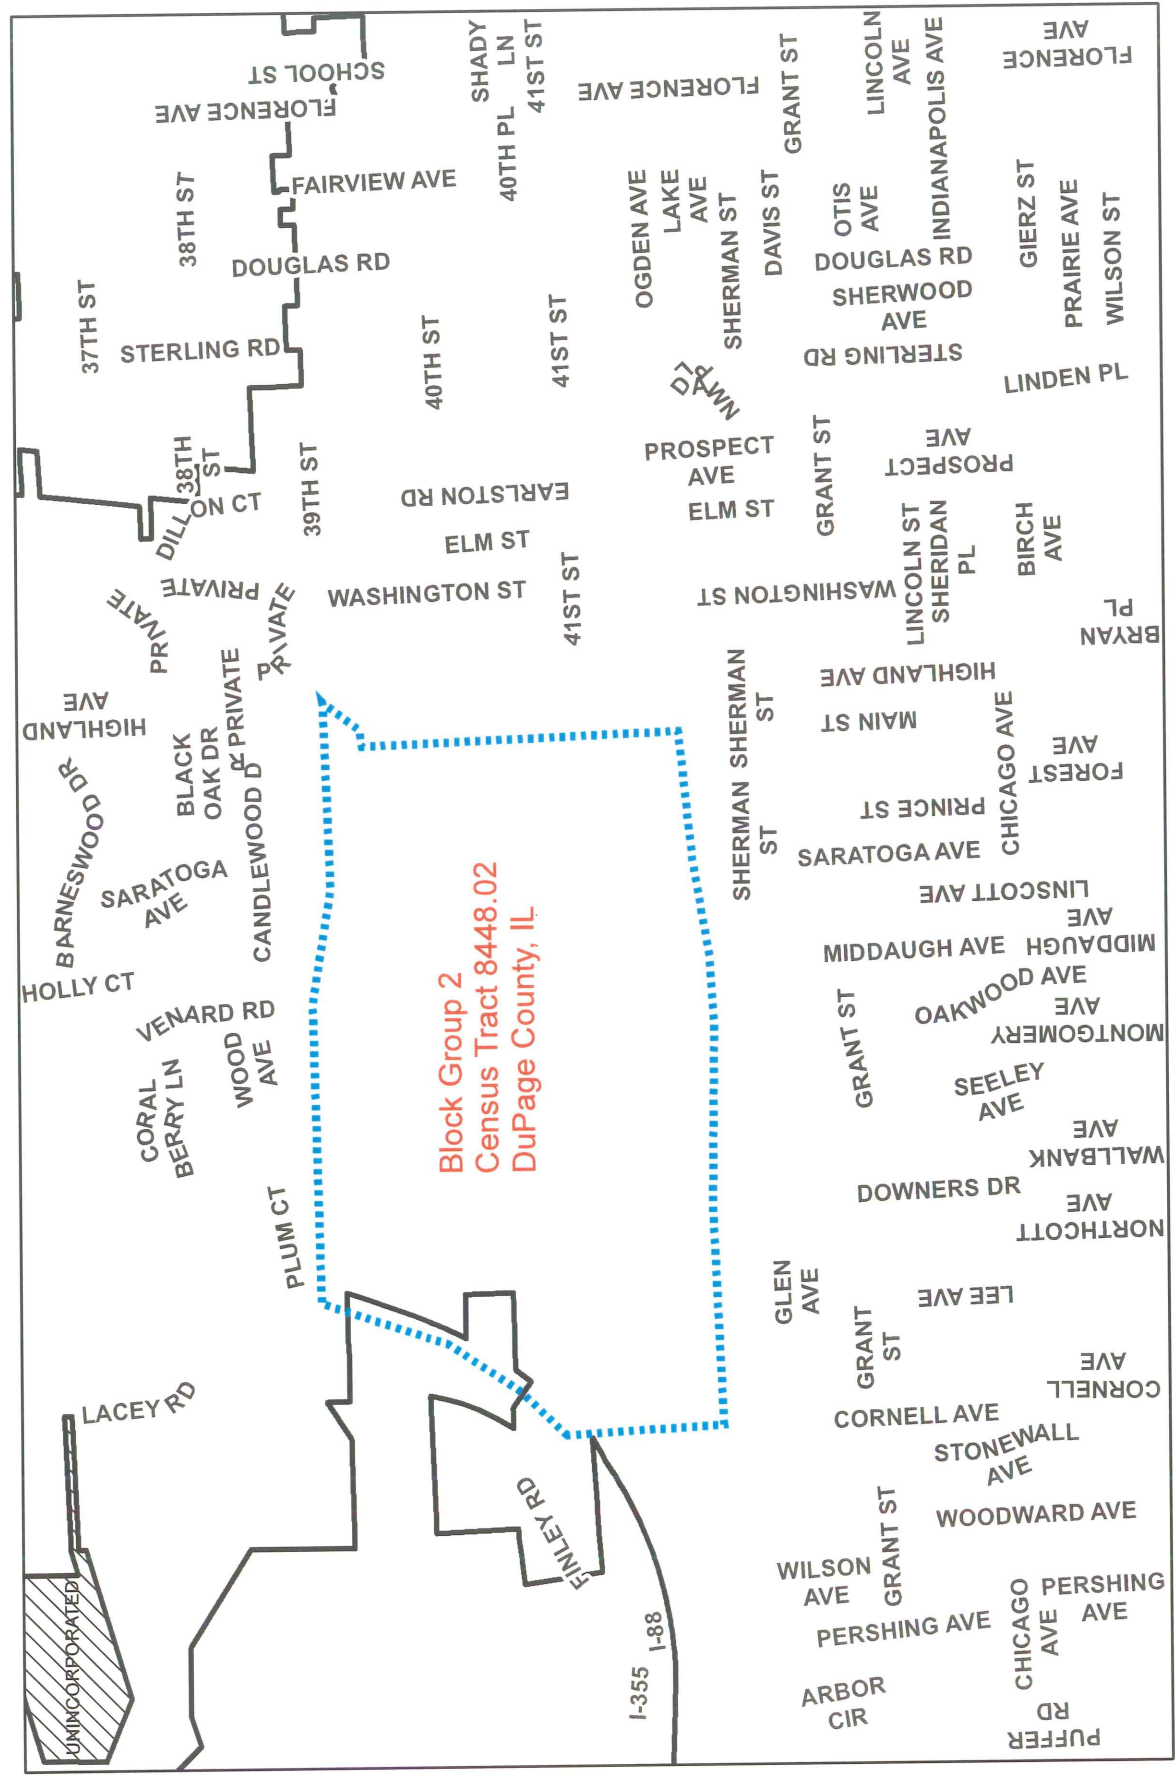 SCHOOL ST
FLORENCE AVE
38TH ST
FAIRVIEW AVE
DOUGLAS RD
37TH ST
STERLING RD
38TH
ST
DILLON CT
39TH ST
SHADY
LN
40TH PL
41ST ST
FLORENCE AVE
GRANT ST
LINCOLN
AVE
INDIANAPOLIS AVE
FLORENCE
AVE
OGDEN AVE
LAKE
AVE
SHERMAN ST
DAVIS ST
OTIS
AVE
GIERZ ST
PRAIRIE AVE
WILSON ST
DOUGLAS RD
SHERWOOD
AVE
STERLING RD
40TH ST
41ST ST
LAWN PL
LINDEN PL
PROSPECT
AVE
GRANT ST
PROSPECT
AVE
EARLSTON RD
ELM ST
ELM ST
WASHINGTON ST
41ST ST
WASHINGTON ST
LINCOLN ST
SHERIDAN
PL
BIRCH
AVE
BRYAN
PL
PRIVATE
PRIVATE
PRIVATE
PRIVATE
HIGHLAND
AVE
BARNESWOOD DR
BLACK
OAK DR
CANDLEWOOD DR
SARATOGA
AVE
HOLLY CT
VENARD RD
WOOD
AVE
CORAL
BERRY LN
PLUM CT
SHERMAN
ST
SHERMAN
ST
HIGHLAND AVE
MAIN ST
CHICAGO AVE
FOREST
AVE
PRINCE ST
SARATOGA AVE
LINSCOTT AVE
MIDDAUGH AVE
MIDDAUGH
AVE
OAKWOOD AVE
MONTGOMERY
AVE
GRANT ST
SEELEY
AVE
WALLBANK
AVE
DOWNERS DR
NORTHCOTT
AVE
Block Group 2
Census Tract 8448.02
DuPage County, IL
GLEN
AVE
LEE AVE
GRANT
ST
CORNELL
AVE
CORNELL AVE
STONEWALL
AVE
WOODWARD AVE
LACEY RD
UNINCORPORATED
FINLEY RD
I-88
I-355
WILSON
AVE
GRANT ST
PERSHING
AVE
PERSHING AVE
CHICAGO
AVE
ARBOR
CIR
PUFFER
RD